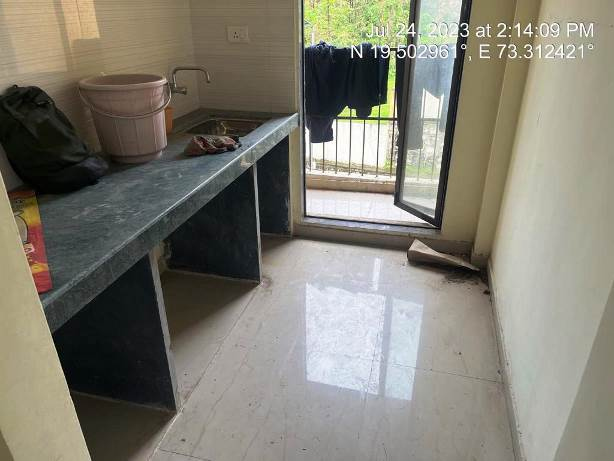 Jul 24, 2023 at 2:14:09 PM
N 19.502961°, E 73.312421°